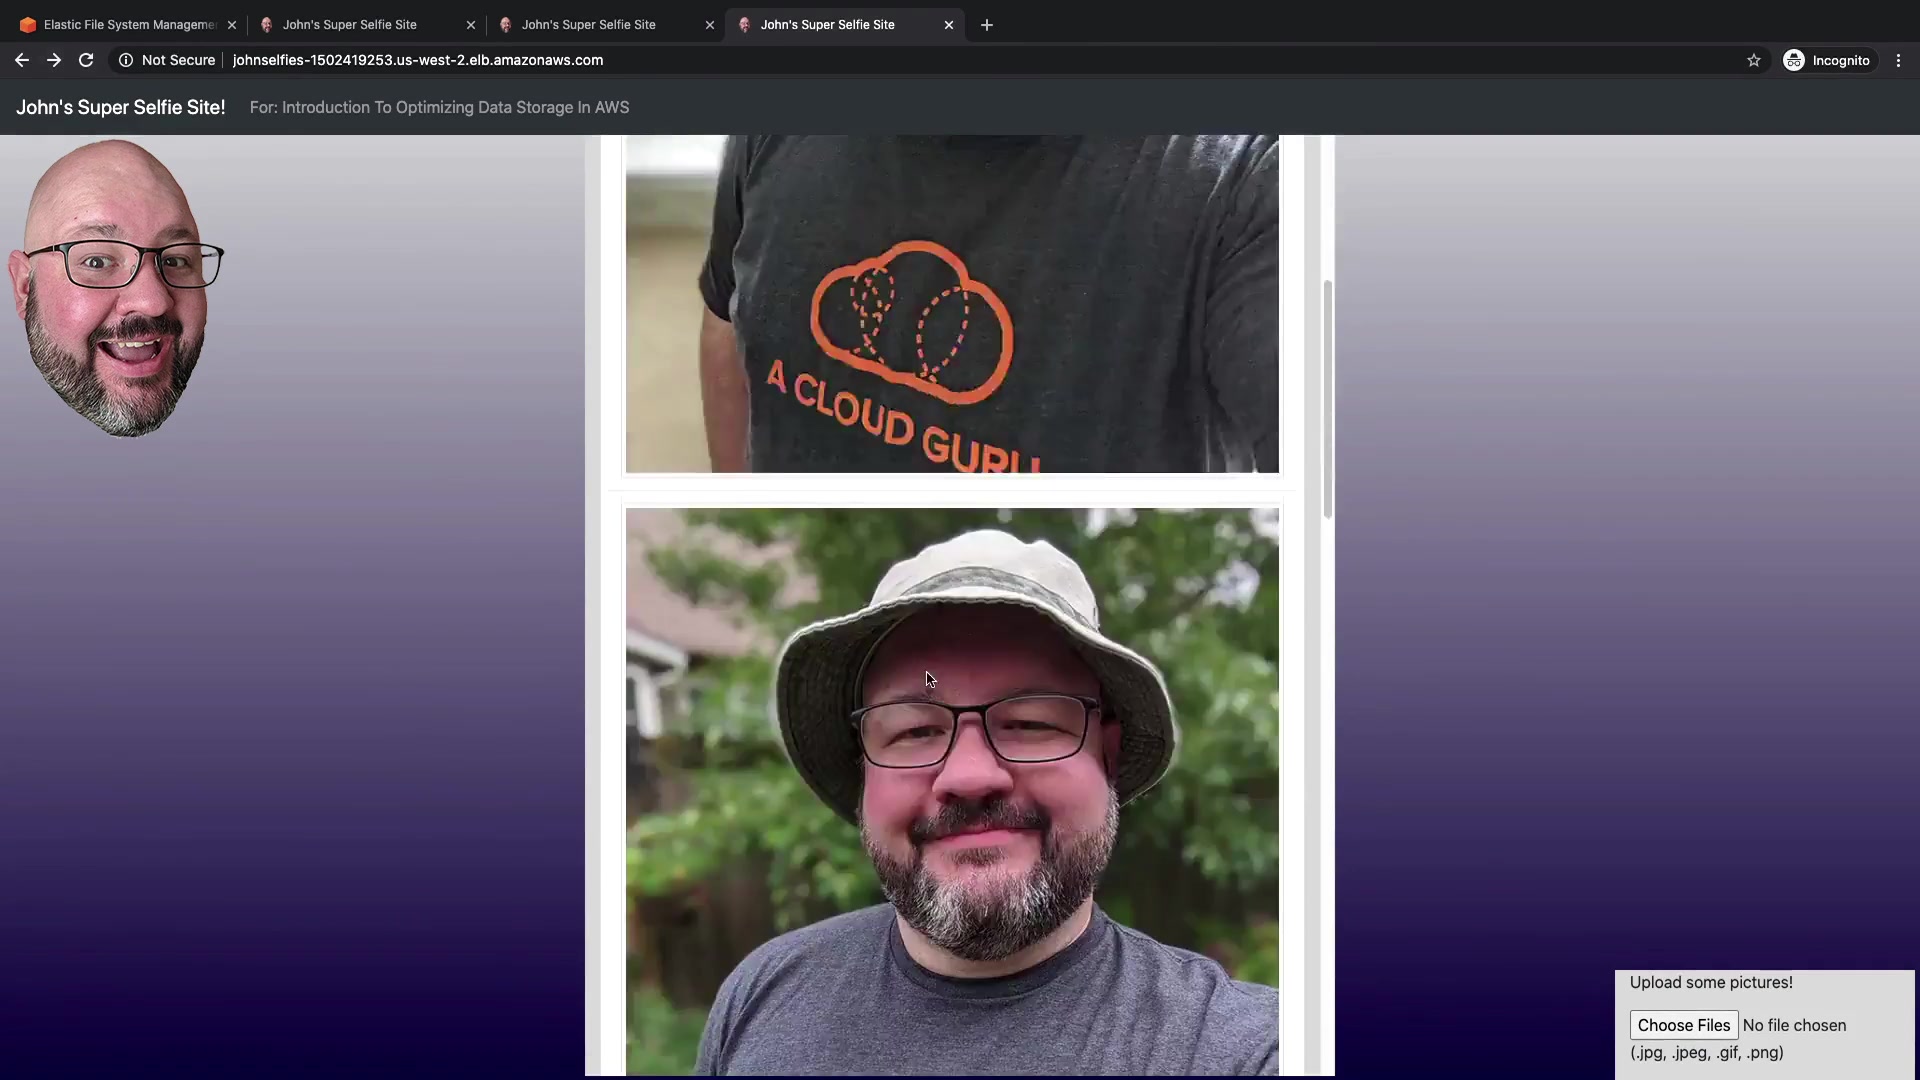 Elastic File System Manageme
John's Super Selfie Site
John's Super Selfie Site
John's Super Selfie Site
Not Secure
johnselfies-1502419253.us-west-2.elb.amazonaws.com
Incognito
John's Super Selfie Site!
For: Introduction To Optimizing Data Storage In AWS
A CLOUD GURU
Upload some pictures!
Choose Files No file chosen
(.jpg, .jpeg, .gif, .png)